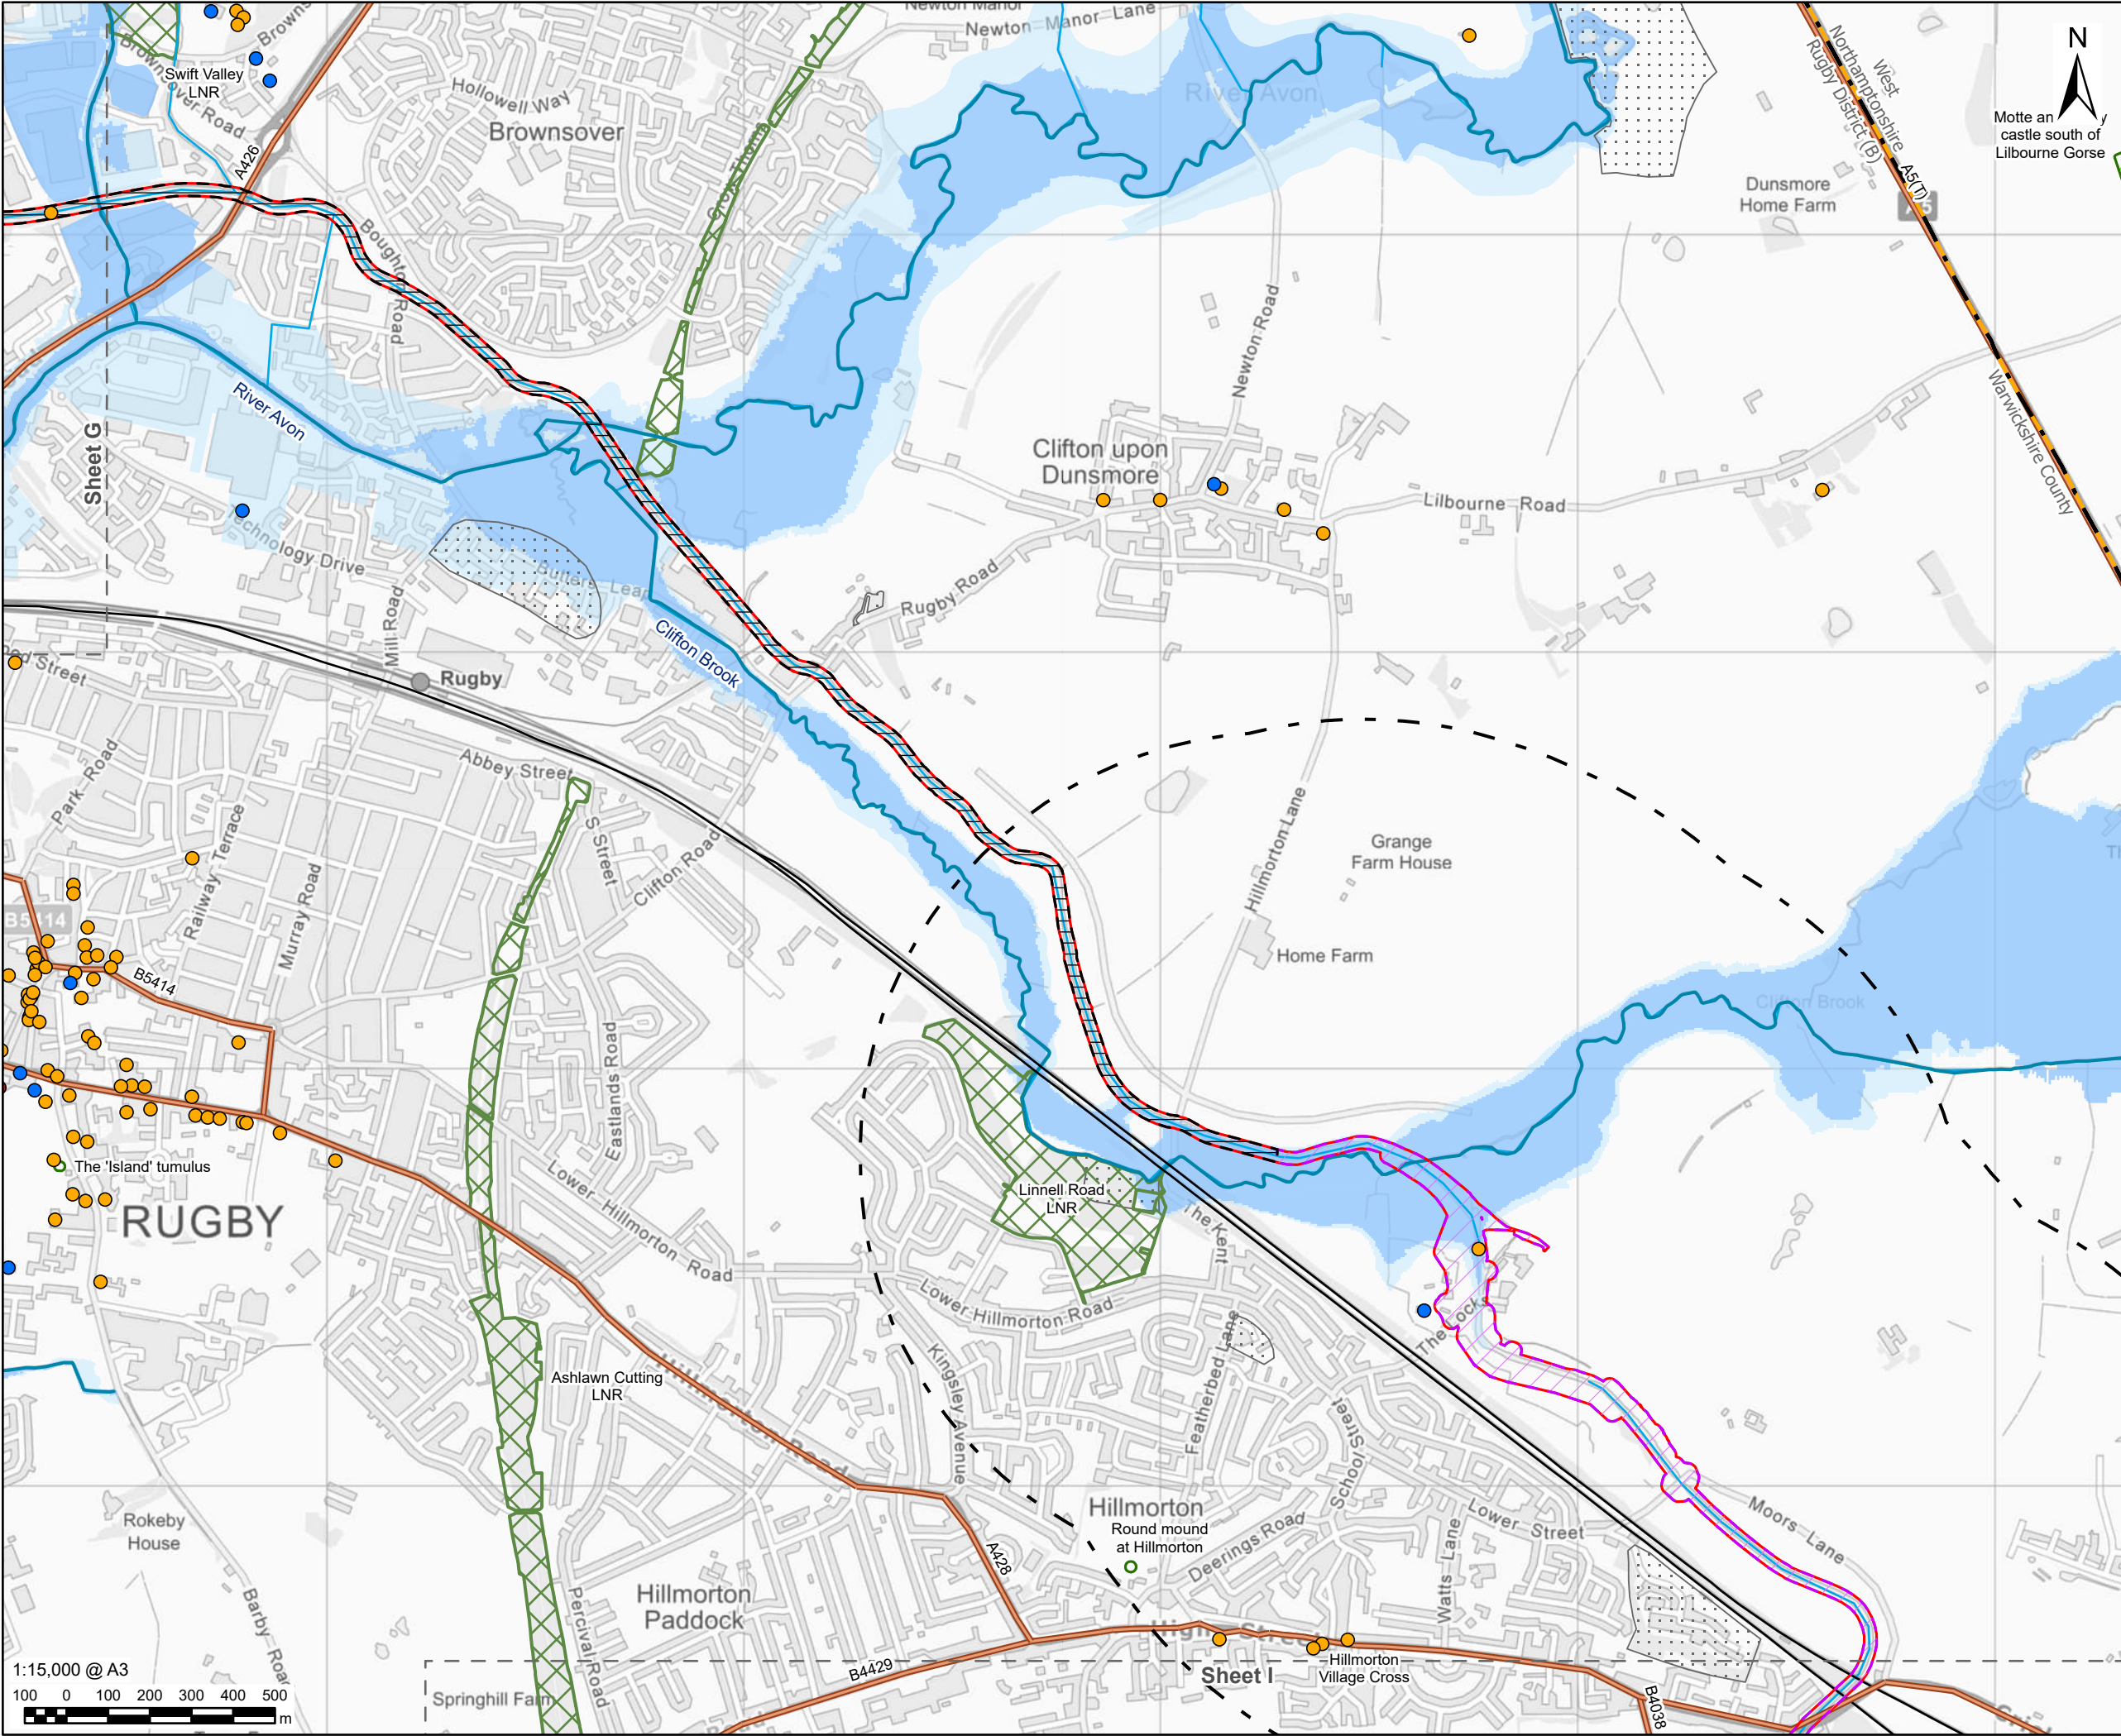 Newton Manor
Newton Manor Lane
N
Swift Valley
LNR
Brownsover Road
Hollowell Way
Brownsover
River Avon
West
Northamptonshire
Rugby District (B)
A5(T)
A5
castle south of
Lilbourne Gorse
A426
Dunsmore
Home Farm
Boughton Road
Newton Road
River Avon
Sheet G
Warwickshire County
Clifton upon
Dunsmore
Lilbourne Road
Technology Drive
Butlers Leap
Rugby Road
Mill Road
Clifton Brook
Rugby
Abbey Street
Park Road
Railway Terrace
Murray Road
S Street
Clifton Road
Hillmorton Lane
Grange
Farm House
Home Farm
B5414
B5414
Clifton Brook
Eastlands Road
The 'Island' tumulus
RUGBY
Lower Hillmorton Road
Linnell Road
LNR
The Kent
Lower Hillmorton Road
The Locks
Ashlawn Cutting
LNR
Hillmorton Road
Kingsley Avenue
Featherbed Lane
School Street
Rokeby
House
Hillmorton
Round mound
at Hillmorton
Deerings Road
Watts Lane
Lower Street
Moors Lane
A428
Hillmorton
Paddock
Percival Road
Barby Road
High Street
Hillmorton
Village Cross
Sheet I
B4429
B4038
Springhill Farm
1:15,000 @ A3
100 0 100 200 300 400 500
m